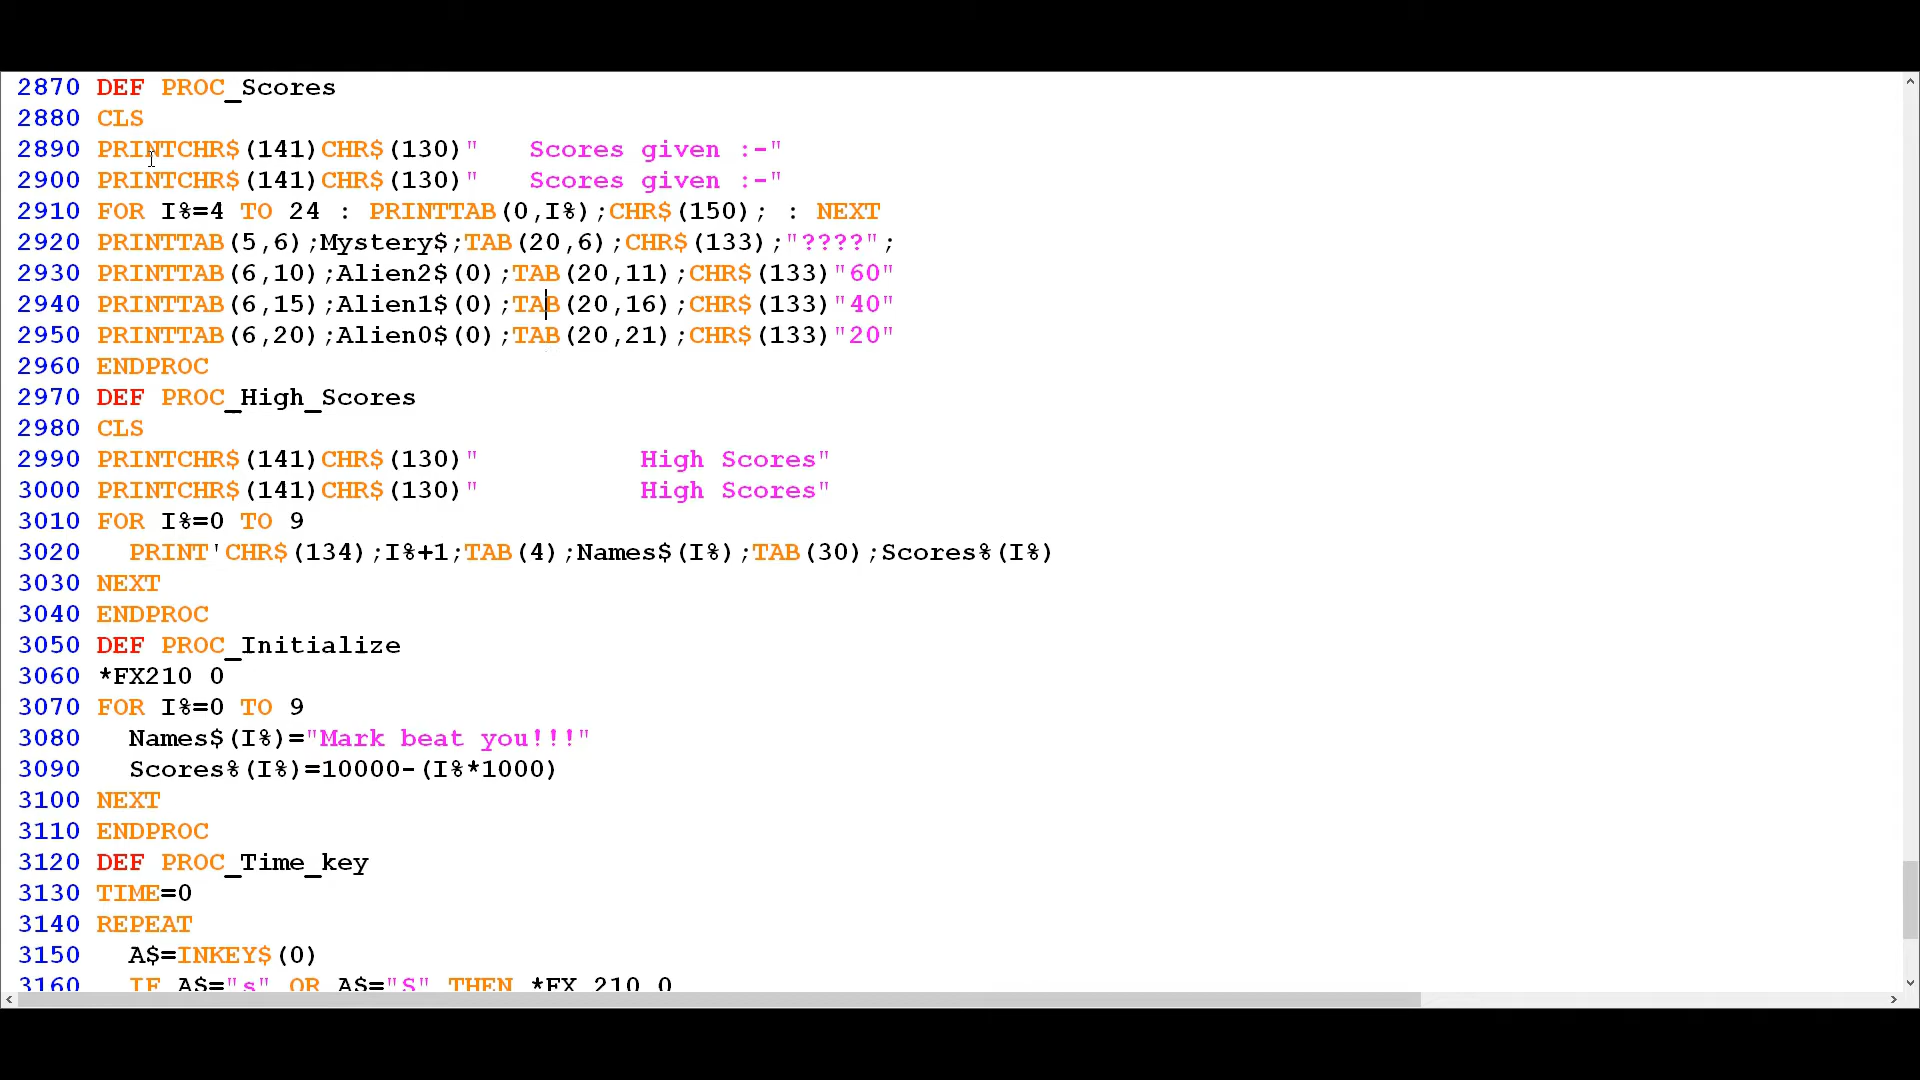 2870 DEF PROC_Scores
2880 CLS
2890 PRINTCHR$(141)CHR$(130)"   Scores given :-"
2900 PRINTCHR$(141)CHR$(130)"   Scores given :-"
2910 FOR I%=4 TO 24 : PRINTTAB(0,I%);CHR$(150); : NEXT
2920 PRINTTAB(5,6);Mystery$;TAB(20,6);CHR$(133);"????";
2930 PRINTTAB(6,10);Alien2$(0);TAB(20,11);CHR$(133)"60"
2940 PRINTTAB(6,15);Alien1$(0);TAB(20,16);CHR$(133)"40"
2950 PRINTTAB(6,20);Alien0$(0);TAB(20,21);CHR$(133)"20"
2960 ENDPROC
2970 DEF PROC_High_Scores
2980 CLS
2990 PRINTCHR$(141)CHR$(130)"          High Scores"
3000 PRINTCHR$(141)CHR$(130)"          High Scores"
3010 FOR I%=0 TO 9
3020   PRINT'CHR$(134);I%+1;TAB(4);Names$(I%);TAB(30);Scores%(I%)
3030 NEXT
3040 ENDPROC
3050 DEF PROC_Initialize
3060 *FX210 0
3070 FOR I%=0 TO 9
3080   Names$(I%)="Mark beat you!!!"
3090   Scores%(I%)=10000-(I%*1000)
3100 NEXT
3110 ENDPROC
3120 DEF PROC_Time_key
3130 TIME=0
3140 REPEAT
3150   A$=INKEY$(0)
3160   IF A$="s" OR A$="S" THEN *FX 210 0